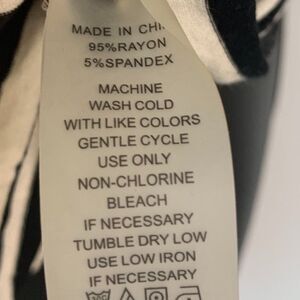 MADE IN
95%RAYON
5%SPANDEX
MACHINE
WASH COLD
WITH LIKE COLORS
GENTLE CYCLE
USE ONLY
NON-CHLORINE
BLEACH
IF NECESSARY
TUMBLE DRY LOW
USE LOW IRON
IF NECESSARY